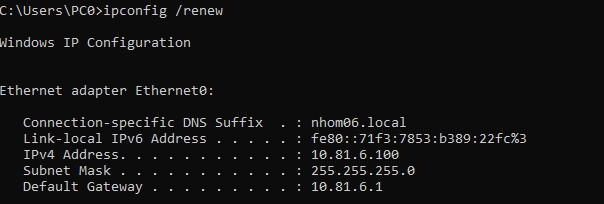 C:\Users\PC0>ipconfig /renew
Windows IP Configuration
Ethernet adapter Ethernet0:
Connection-specific DNS Suffix  . : nhom06.local
Link-local IPv6 Address . . . . . : fe80::71f3:7853:b389:22fc%3
IPv4 Address. . . . . . . . . . . : 10.81.6.100
Subnet Mask . . . . . . . . . . . : 255.255.255.0
Default Gateway . . . . . . . . . : 10.81.6.1